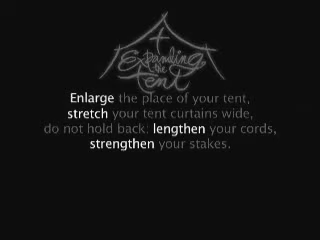 Expanding
the
tent
Enlarge the place of your tent,
stretch your tent curtains wide,
do not hold back: lengthen your cords,
strengthen your stakes.